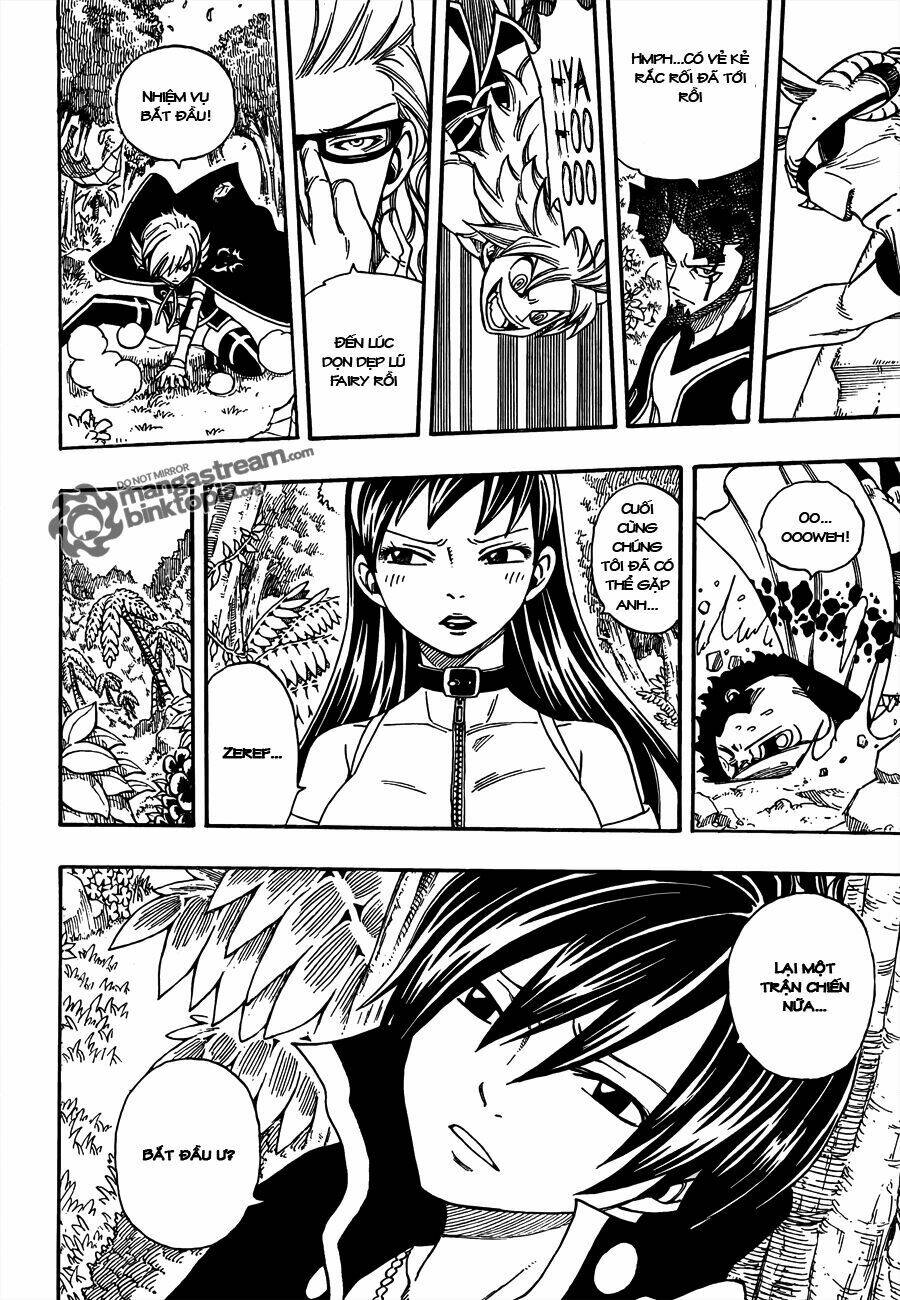 HMPH...CÓ VẺ KẺ
RẮC RỐI ĐÃ TỚI
RỒI
HYA
HOO
OOO
ĐẾN LÚC
DỌN DẸP LŨ
FAIRY RỒI
NHIỆM VỤ
BẮT ĐẦU!
OO...
OOOWEH!
CUỐI
CÙNG
CHÚNG
TÔI ĐÃ CÓ
THỂ GẶP
ANH...
ZEREF...
DO NOT MIRROR
mangastream.com
binktopia.org
LẠI MỘT
TRẬN CHIẾN
NỮA...
BẮT ĐẦU Ư?